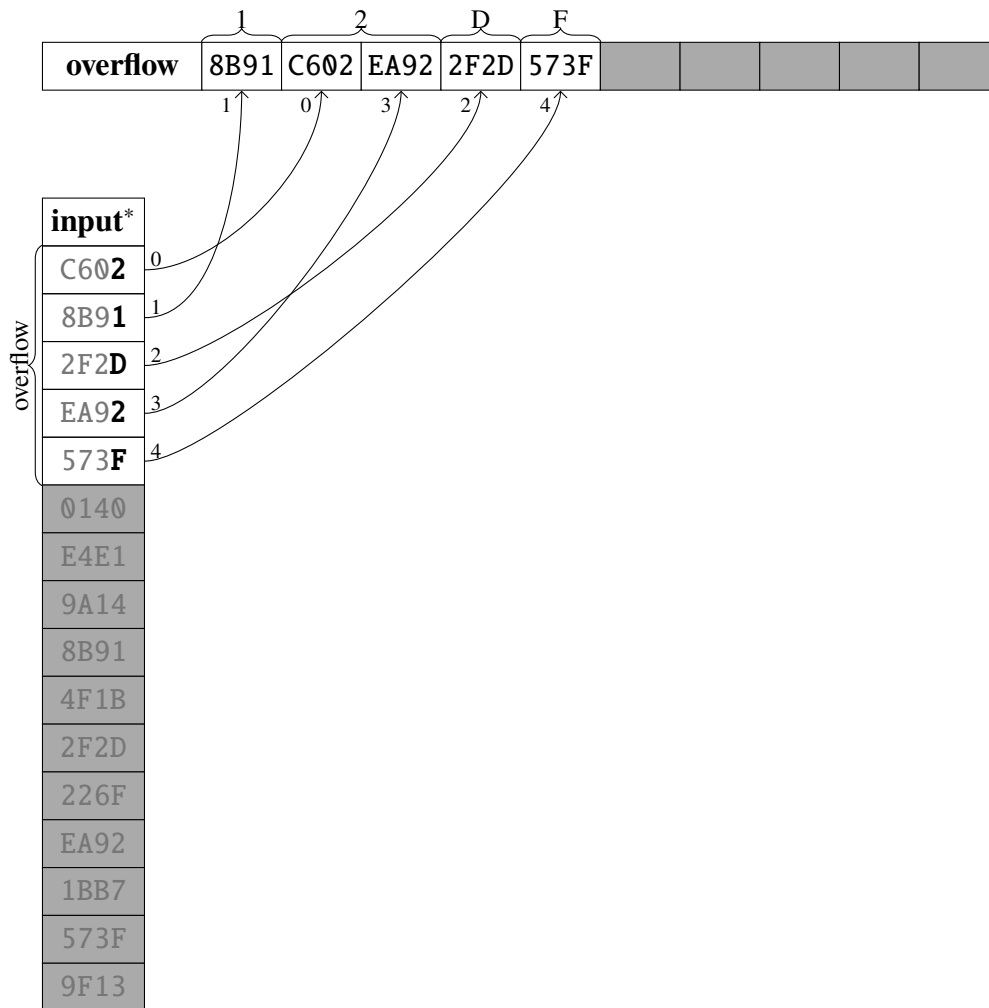 1 2 D F
overflow 8B91 C602 EA92 2F2D 573F
1 0 3 2 4
input*
overflow
C602 0
8B91 1
2F2D 2
EA92 3
573F 4
0140
E4E1
9A14
8B91
4F1B
2F2D
226F
EA92
1BB7
573F
9F13